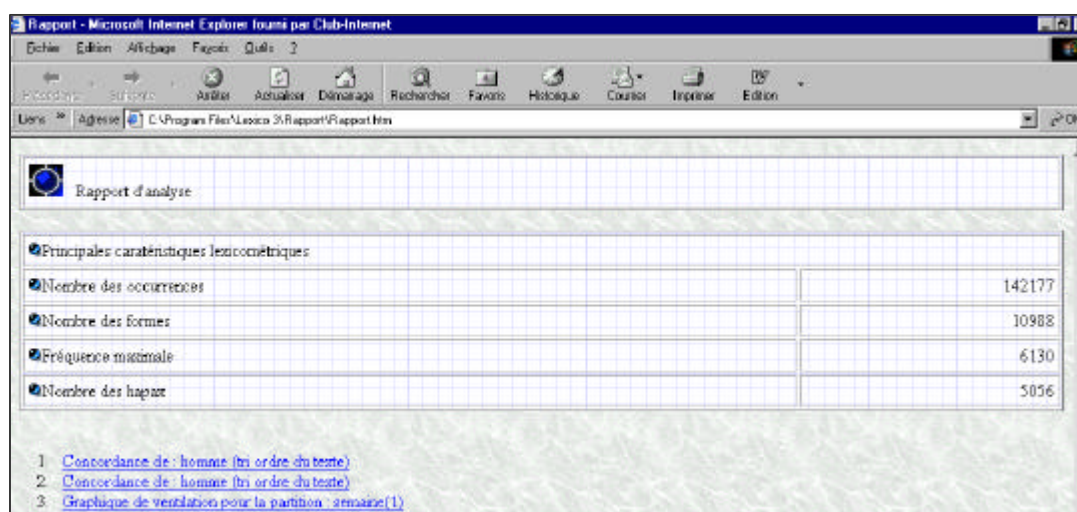 Rapport - Microsoft Internet Explorer fourni par Club-Internet
Fichier Edition Affichage Favoris Outils ?
Précédente Suivante Arrêter Actualiser Démarrage Rechercher Favoris Historique Courrier Imprimer Edition
Liens » Adresse C:\Program Files\Lexico 3\Rapport\Rapport.htm OK
Rapport d'analyse :
Principales caratéristiques lexicométriques
Nombre des occurrences 142177
Nombre des formes 10988
Fréquence maximale 6130
Nombre des hapax 5056
1 Concordance de : homme (tri ordre du texte)
2 Concordance de : homme (tri ordre du texte)
3 Graphique de ventilation pour la partition : semaine(1)